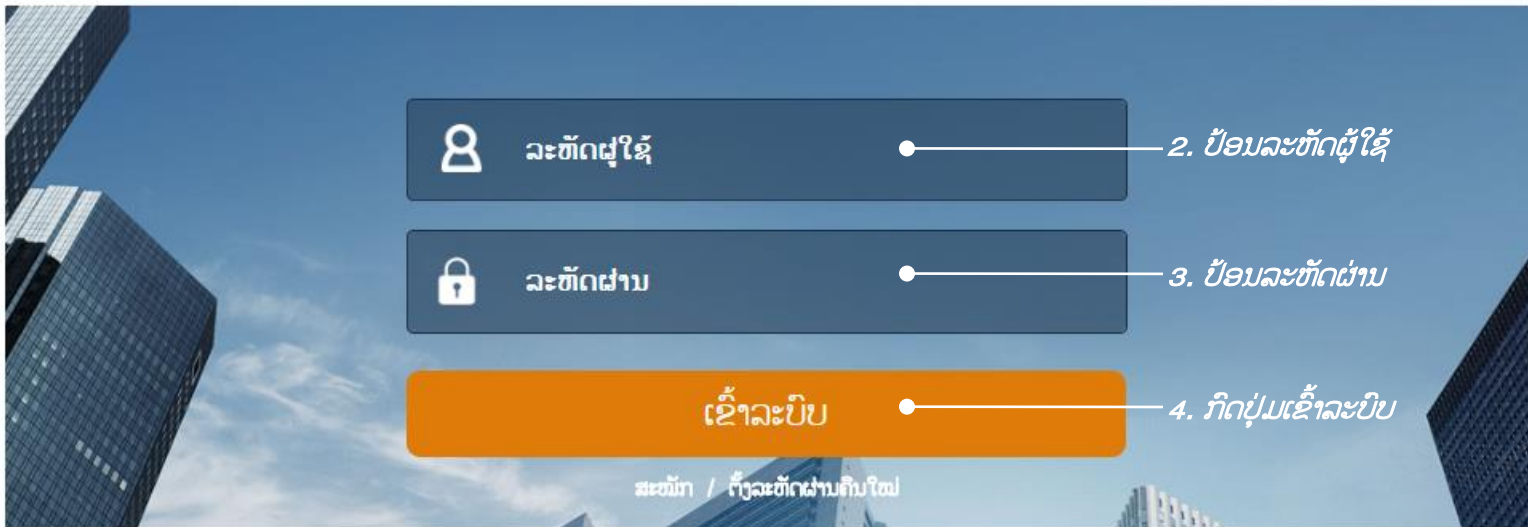 ລະຫັດຜູ່ໃຊ້
2. ປ້ອນລະຫັດຜູ້ໃຊ້
ລະຫັດຜ່ານ
3. ປ້ອນລະຫັດຜ່ານ
ເຂົ້າລະບົບ
4. ກົດປຸ່ມເຂົ້າລະບົບ
ສະໝັກ / ຕັ້ງລະຫັດຜ່ານຄືນໃໝ່